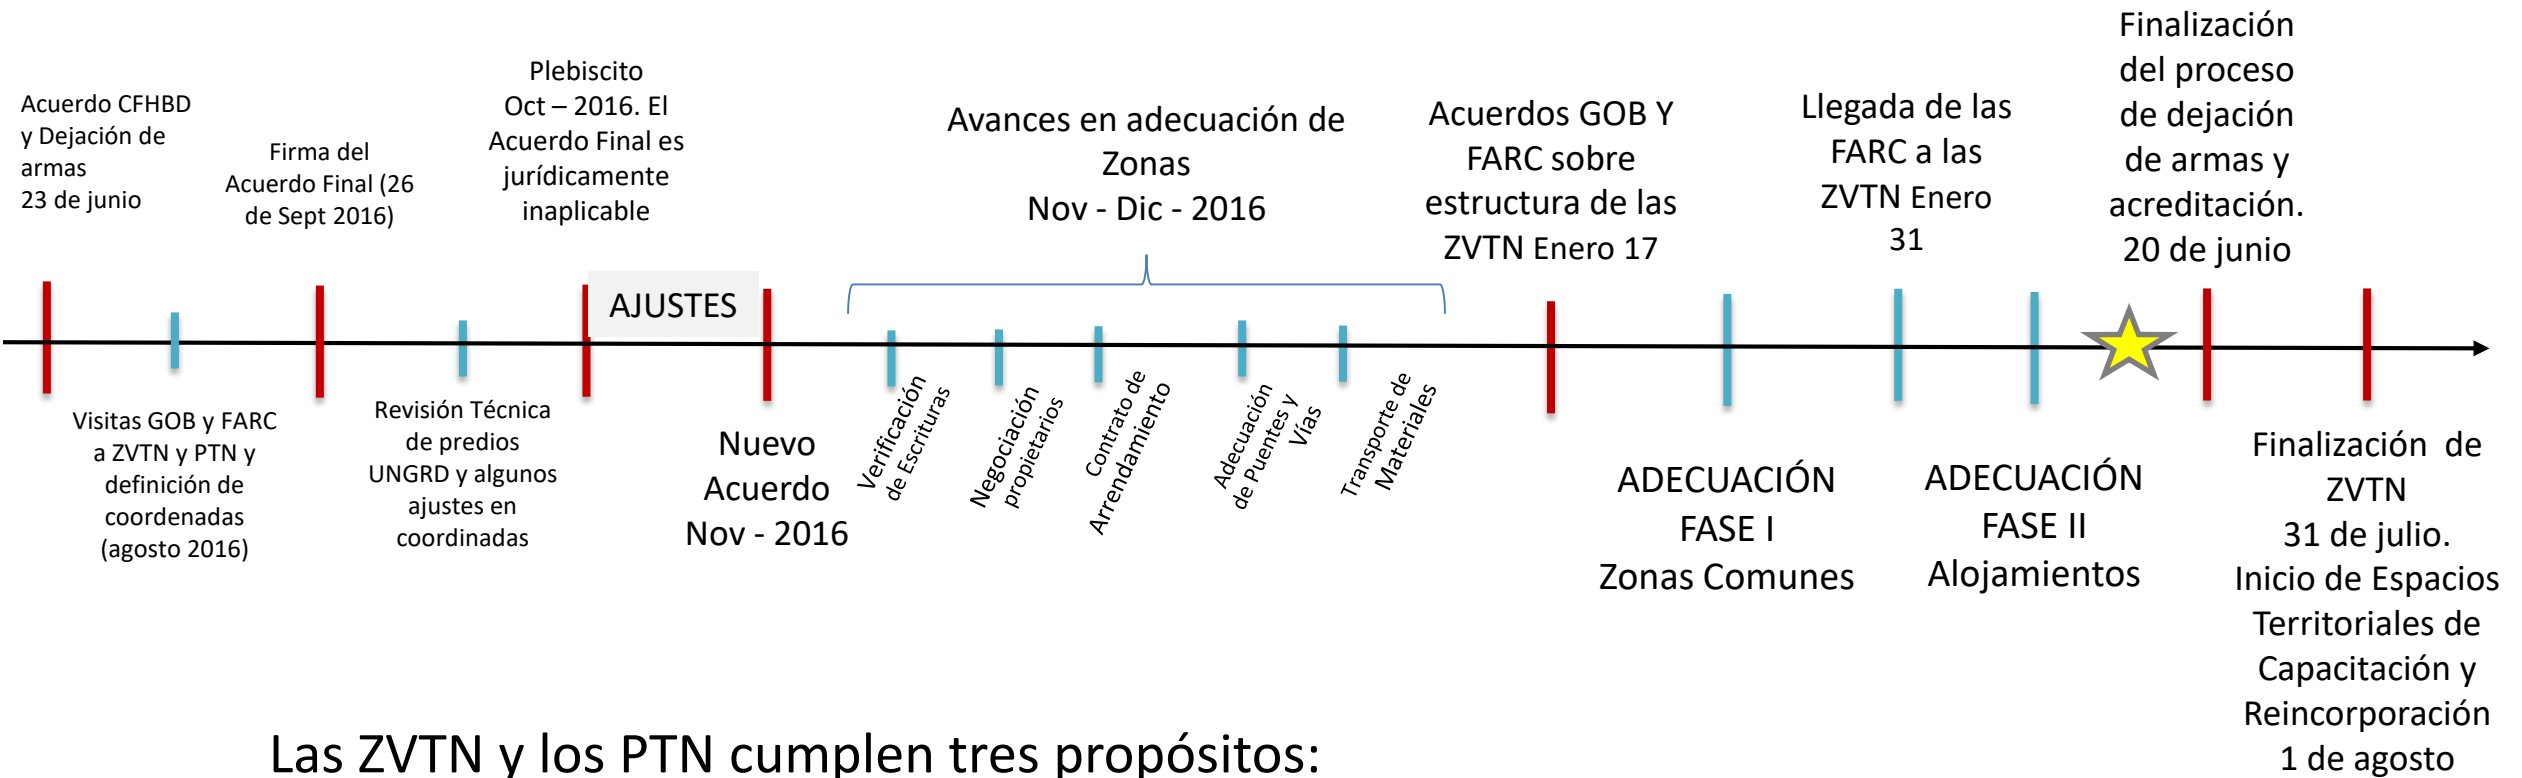 Acuerdo CFHBD
y Dejación de
armas
23 de junio
Visitas GOB y FARC
a ZVTN y PTN y
definición de
coordenadas
(agosto 2016)
Firma del
Acuerdo Final (26
de Sept 2016)
Revisión Técnica
de predios
UNGRD y algunos
ajustes en
coordinadas
Plebiscito
Oct – 2016. El
Acuerdo Final es
jurídicamente
inaplicable
AJUSTES
Nuevo
Acuerdo
Nov - 2016
Avances en adecuación de
Zonas
Nov - Dic - 2016
Verificación
de Escrituras
Negociación
propietarios
Contrato de
Arrendamiento
Adecuación
de Puentes y
Vías
Transporte de
Materiales
Acuerdos GOB Y
FARC sobre
estructura de las
ZVTN Enero 17
ADECUACIÓN
FASE I
Zonas Comunes
Llegada de las
FARC a las
ZVTN Enero
31
ADECUACIÓN
FASE II
Alojamientos
Finalización
del proceso
de dejación
de armas y
acreditación.
20 de junio
Finalización de
ZVTN
31 de julio.
Inicio de Espacios
Territoriales de
Capacitación y
Reincorporación
1 de agosto
Las ZVTN y los PTN cumplen tres propósitos: